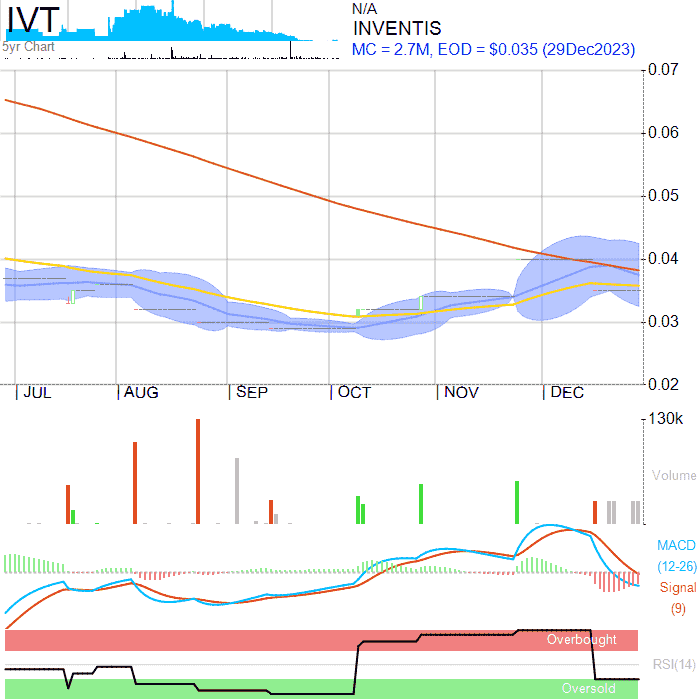 IVT
5yr Chart
N/A
INVENTIS
MC = 2.7M, EOD = $0.035 (29Dec2023)
0.07
0.06
0.05
0.04
0.03
0.02
JUL AUG SEP OCT NOV DEC
130k
Volume
MACD
(12-26)
Signal
(9)
Overbought
RSI(14)
Oversold